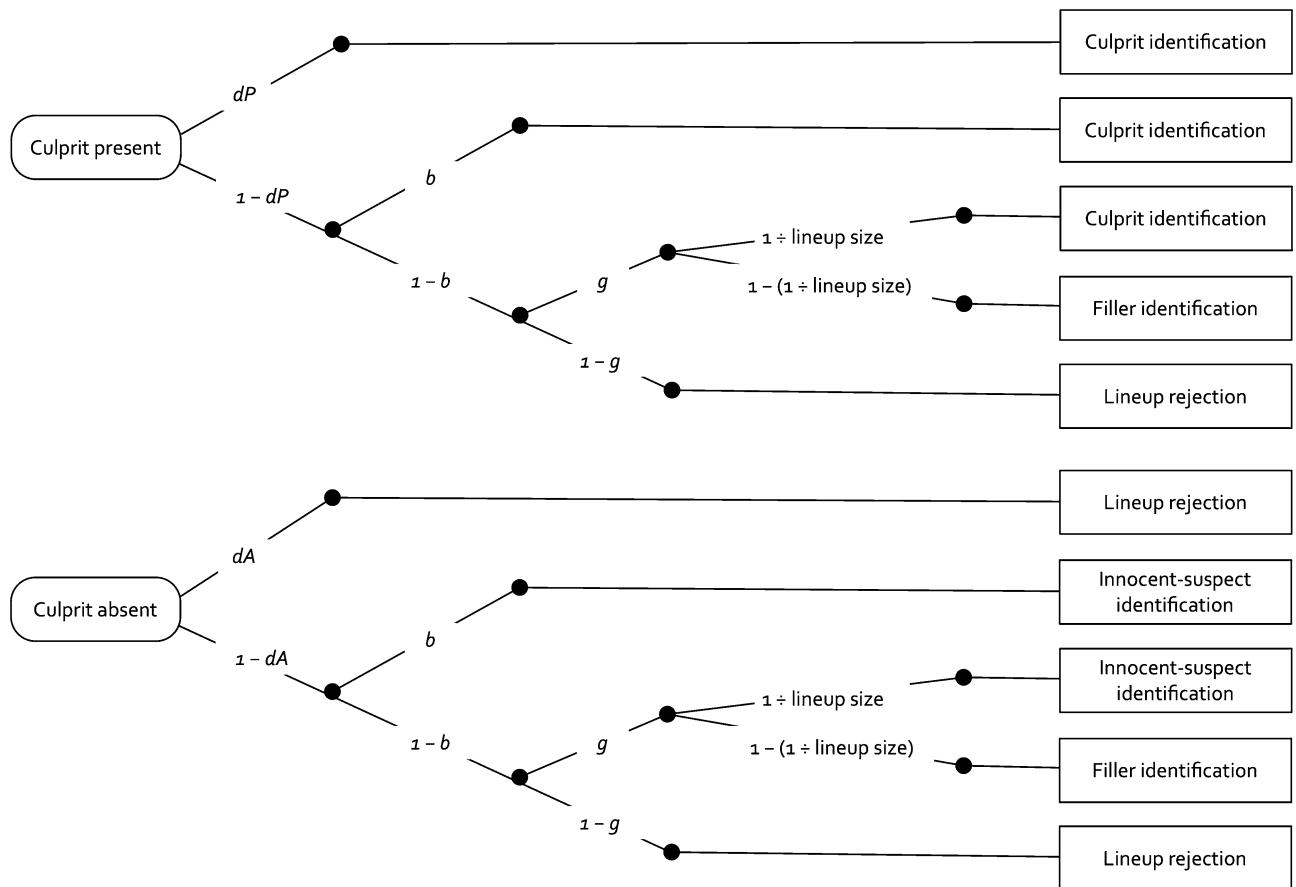 Culprit identification
dP
Culprit present
Culprit identification
b
1 – dP
Culprit identification
1 ÷ lineup size
1 – b
g
1 – (1 ÷ lineup size)
Filler identification
1 – g
Lineup rejection
Lineup rejection
dA
Culprit absent
Innocent-suspect
identification
b
1 – dA
Innocent-suspect
identification
1 ÷ lineup size
1 – b
g
1 – (1 ÷ lineup size)
Filler identification
1 – g
Lineup rejection